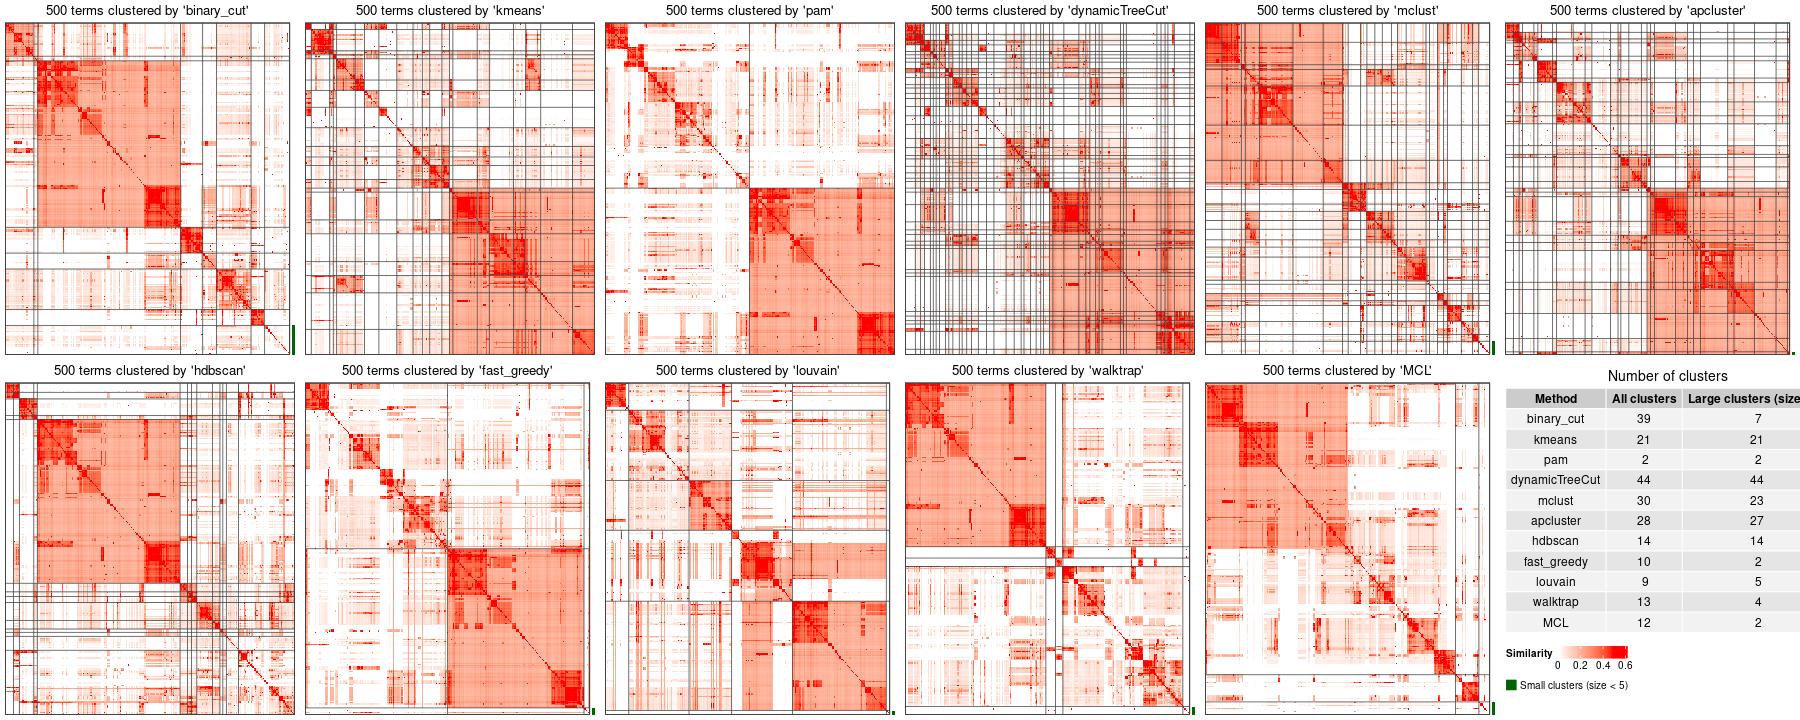 500 terms clustered by 'binary_cut'
500 terms clustered by 'kmeans'
500 terms clustered by 'pam'
500 terms clustered by 'dynamicTreeCut'
500 terms clustered by 'mclust'
500 terms clustered by 'apcluster'
500 terms clustered by 'hdbscan'
500 terms clustered by 'fast_greedy'
500 terms clustered by 'louvain'
500 terms clustered by 'walktrap'
500 terms clustered by 'MCL'
Number of clusters
Method All clusters Large clusters (size
binary_cut 39 7
kmeans 21 21
pam 2 2
dynamicTreeCut 44 44
mclust 30 23
apcluster 28 27
hdbscan 14 14
fast_greedy 10 2
louvain 9 5
walktrap 13 4
MCL 12 2
Similarity
0 0.2 0.4 0.6
Small clusters (size < 5)